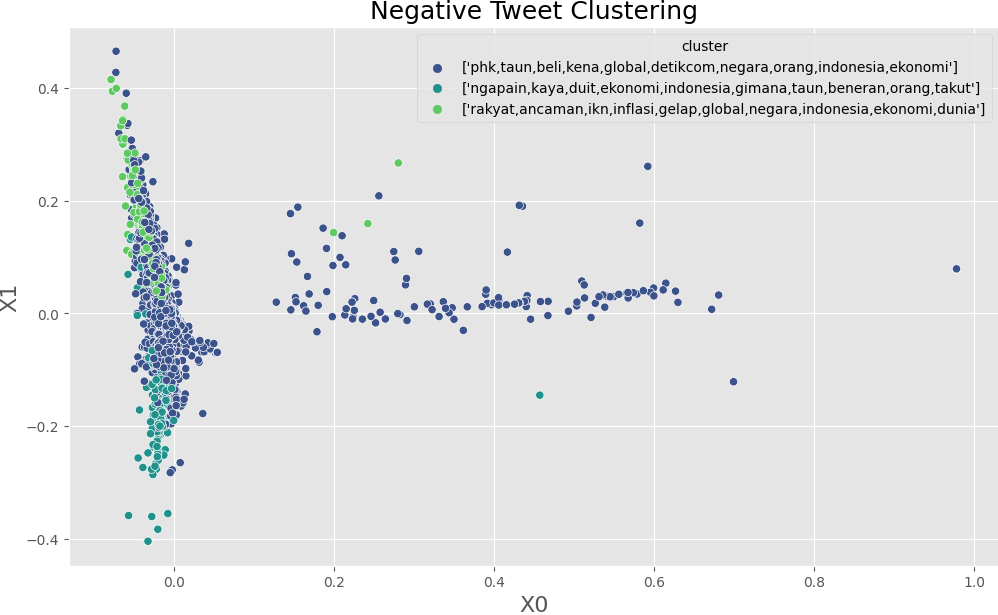 Negative Tweet Clustering
cluster
['phk,taun,beli,kena,global,detikcom,negara,orang,indonesia,ekonomi']
['ngapain,kaya,duit,ekonomi,indonesia,gimana,taun,beneran,orang,takut']
['rakyat,ancaman,ikn,inflasi,gelap,global,negara,indonesia,ekonomi,dunia']
X1
0.4
0.2
0.0
−0.2
−0.4
0.0 0.2 0.4 0.6 0.8 1.0
X0